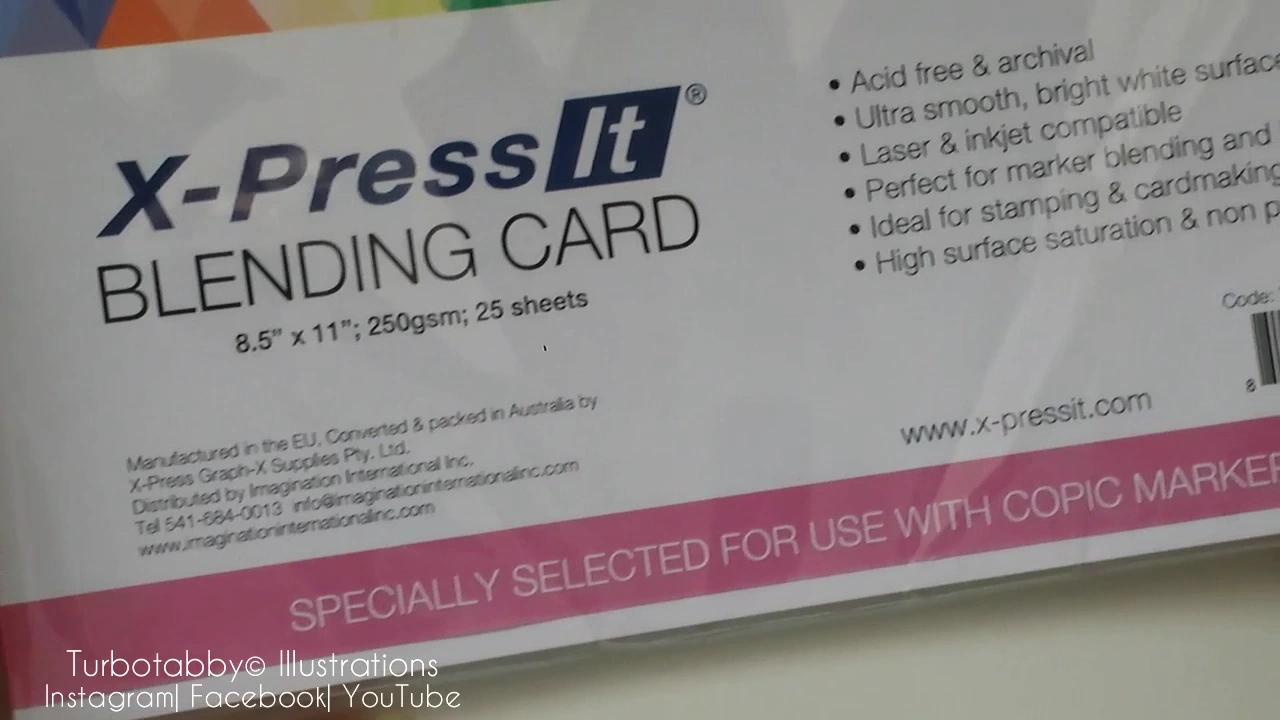 X-Press It®
BLENDING CARD
8.5" x 11"; 250gsm; 25 sheets
• Acid free & archival
• Ultra smooth, bright white surface
• Laser & inkjet compatible
• Perfect for marker blending and
• Ideal for stamping & cardmaking
• High surface saturation & non p
Code:
8
www.x-pressit.com
Manufactured in the EU, Converted & packed in Australia by
X-Press Graph-X Supplies Pty. Ltd.
Distributed by Imagination International Inc.
Tel 541-684-0013 info@imaginationinternationalinc.com
www.imaginationinternationalinc.com
SPECIALLY SELECTED FOR USE WITH COPIC MARKER
Turbotabby© Illustrations
Instagram| Facebook| YouTube